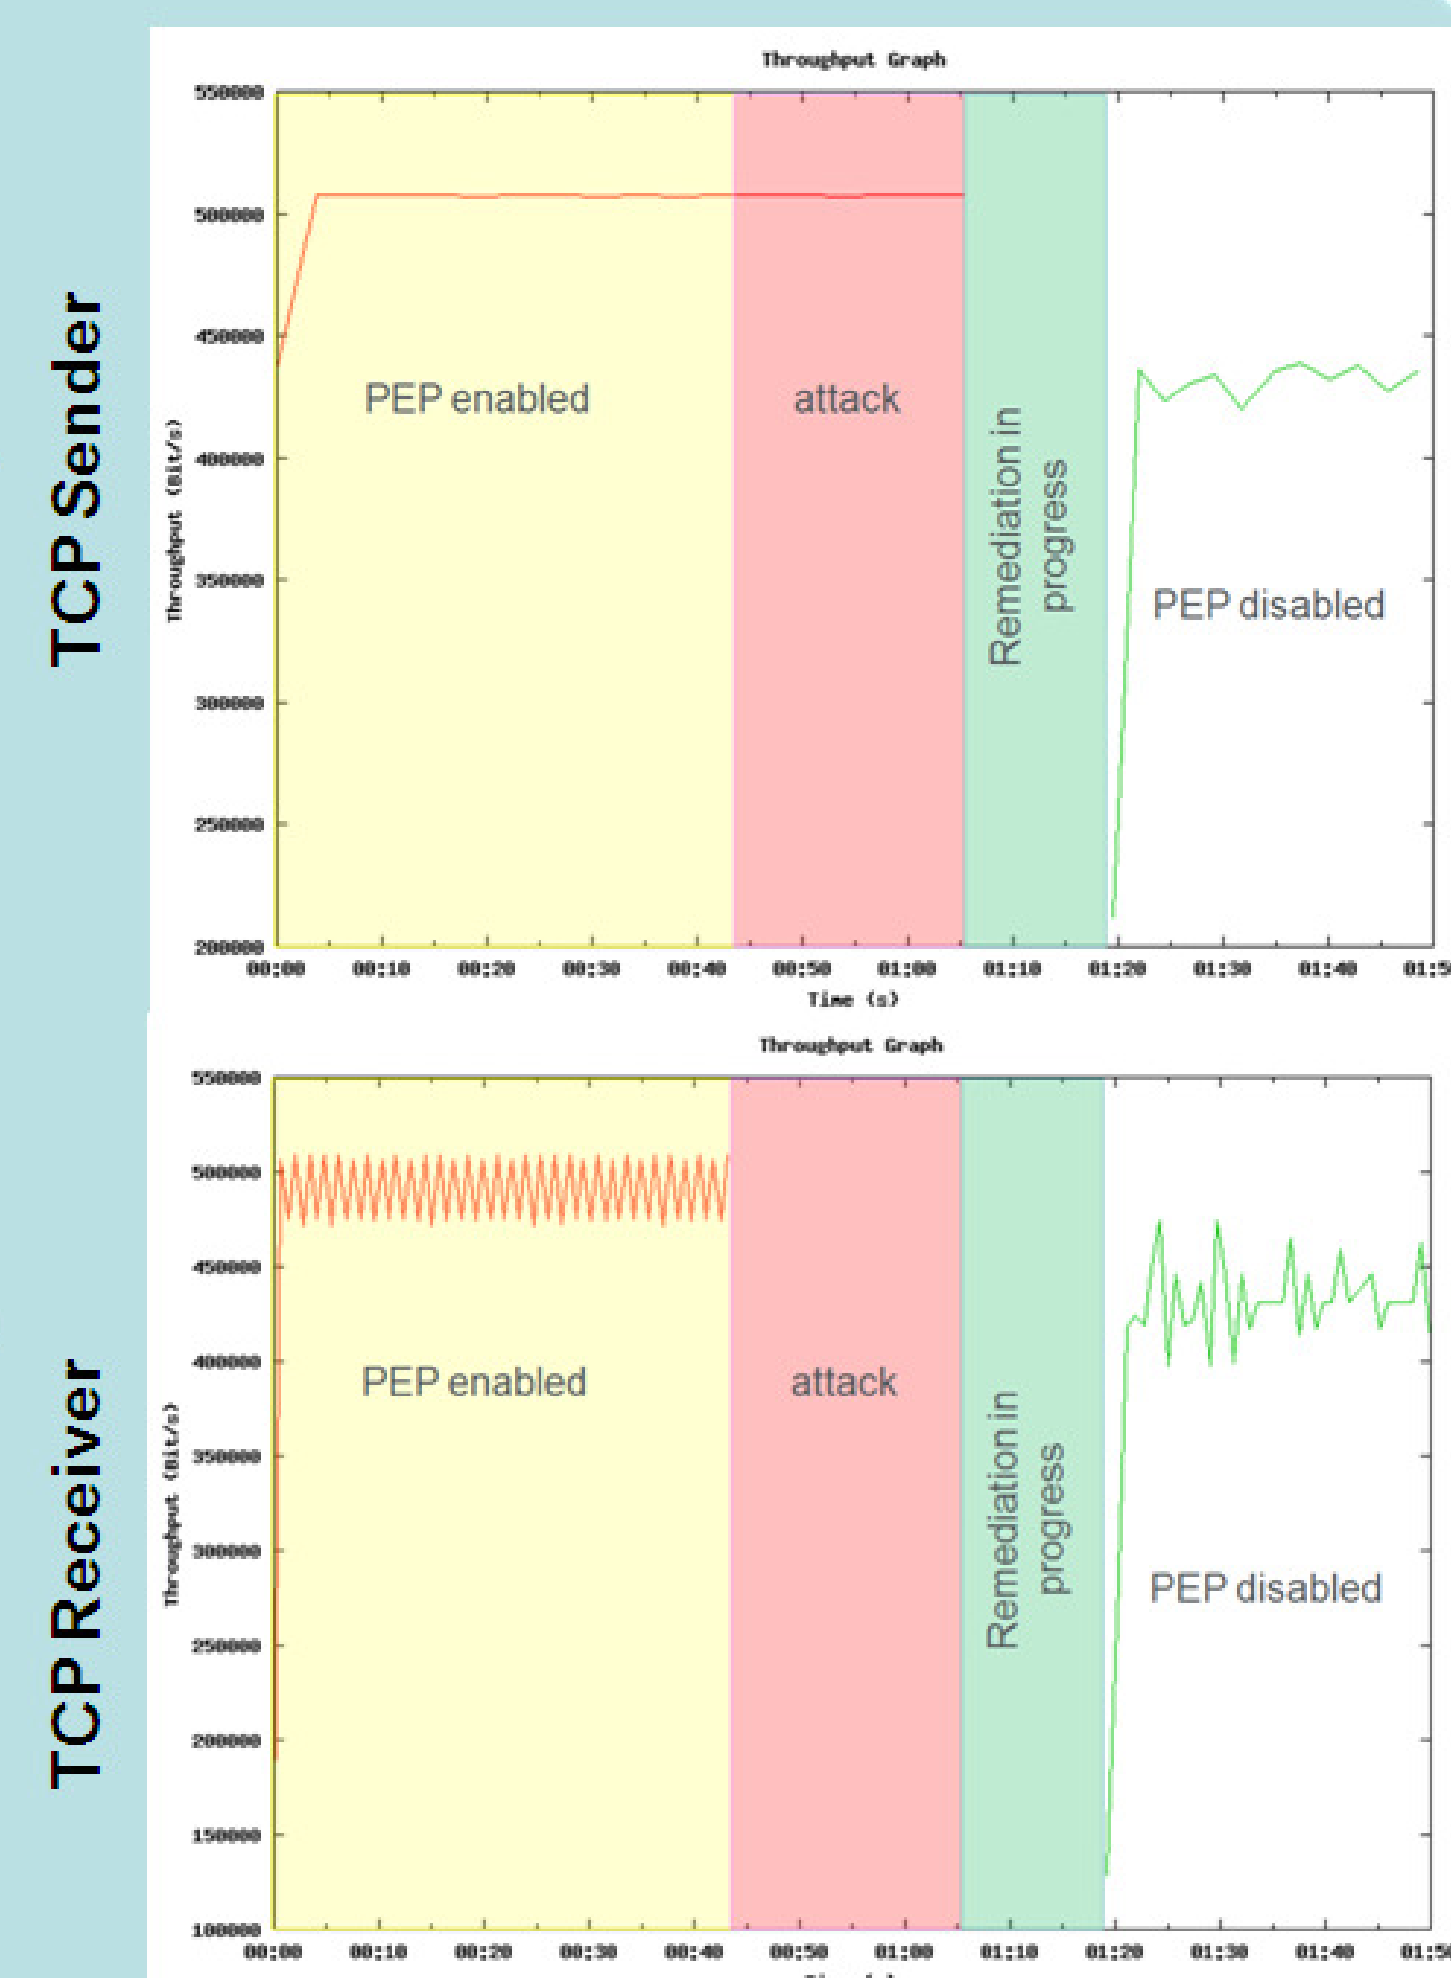 TCP Sender
Throughput Graph
Throughput (Bit/s)
550000
500000
450000
400000
350000
300000
250000
200000
PEP enabled
attack
Remediation in
progress
PEP disabled
00:00 00:10 00:20 00:30 00:40 00:50 01:00 01:10 01:20 01:30 01:40 01:5
Time (s)
TCP Receiver
Throughput Graph
Throughput (Bit/s)
550000
500000
450000
400000
350000
300000
250000
200000
150000
100000
PEP enabled
attack
Remediation in
progress
PEP disabled
00:00 00:10 00:20 00:30 00:40 00:50 01:00 01:10 01:20 01:30 01:40 01:50